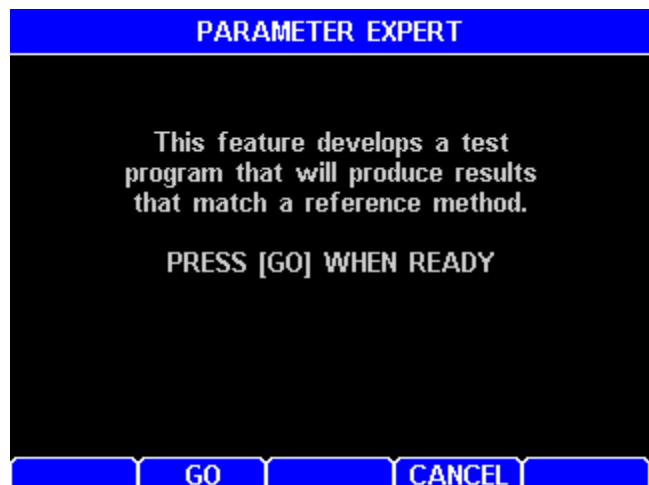 PARAMETER EXPERT
This feature develops a test
program that will produce results
that match a reference method.
PRESS [GO] WHEN READY
GO
CANCEL